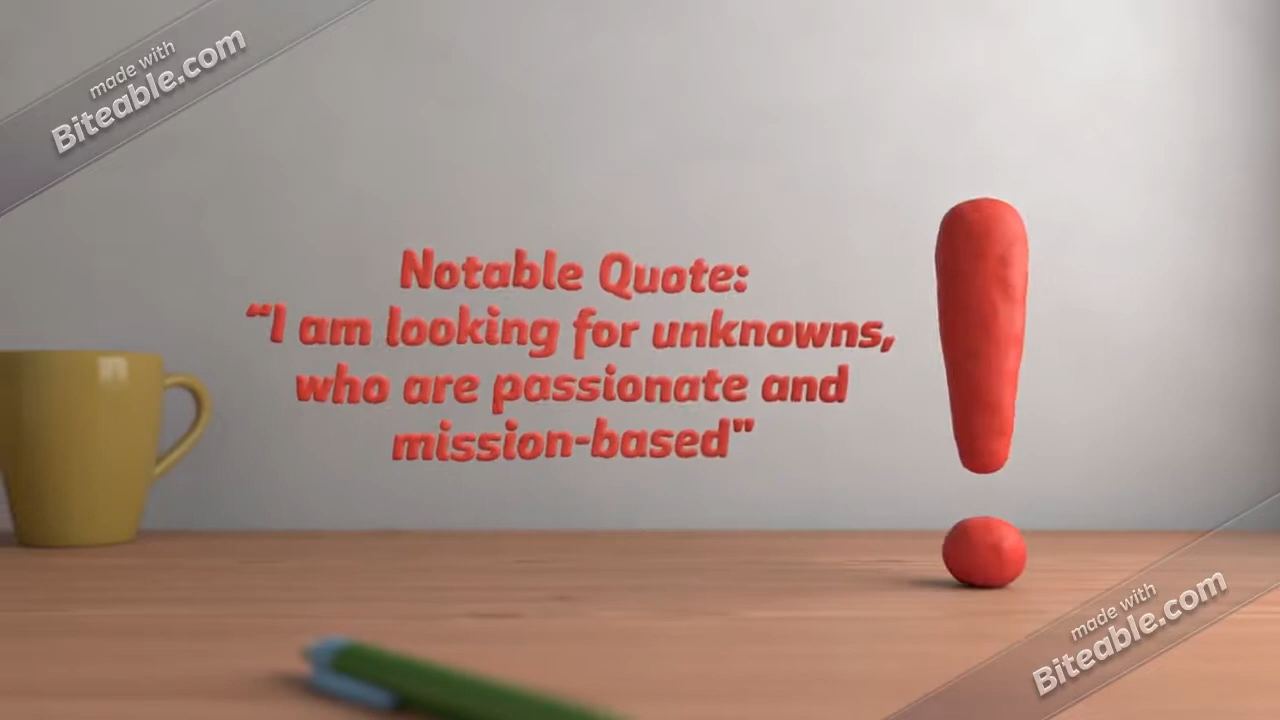 made with
Biteable.com
Notable Quote:
“I am looking for unknowns,
who are passionate and
mission-based"
made with
Biteable.com